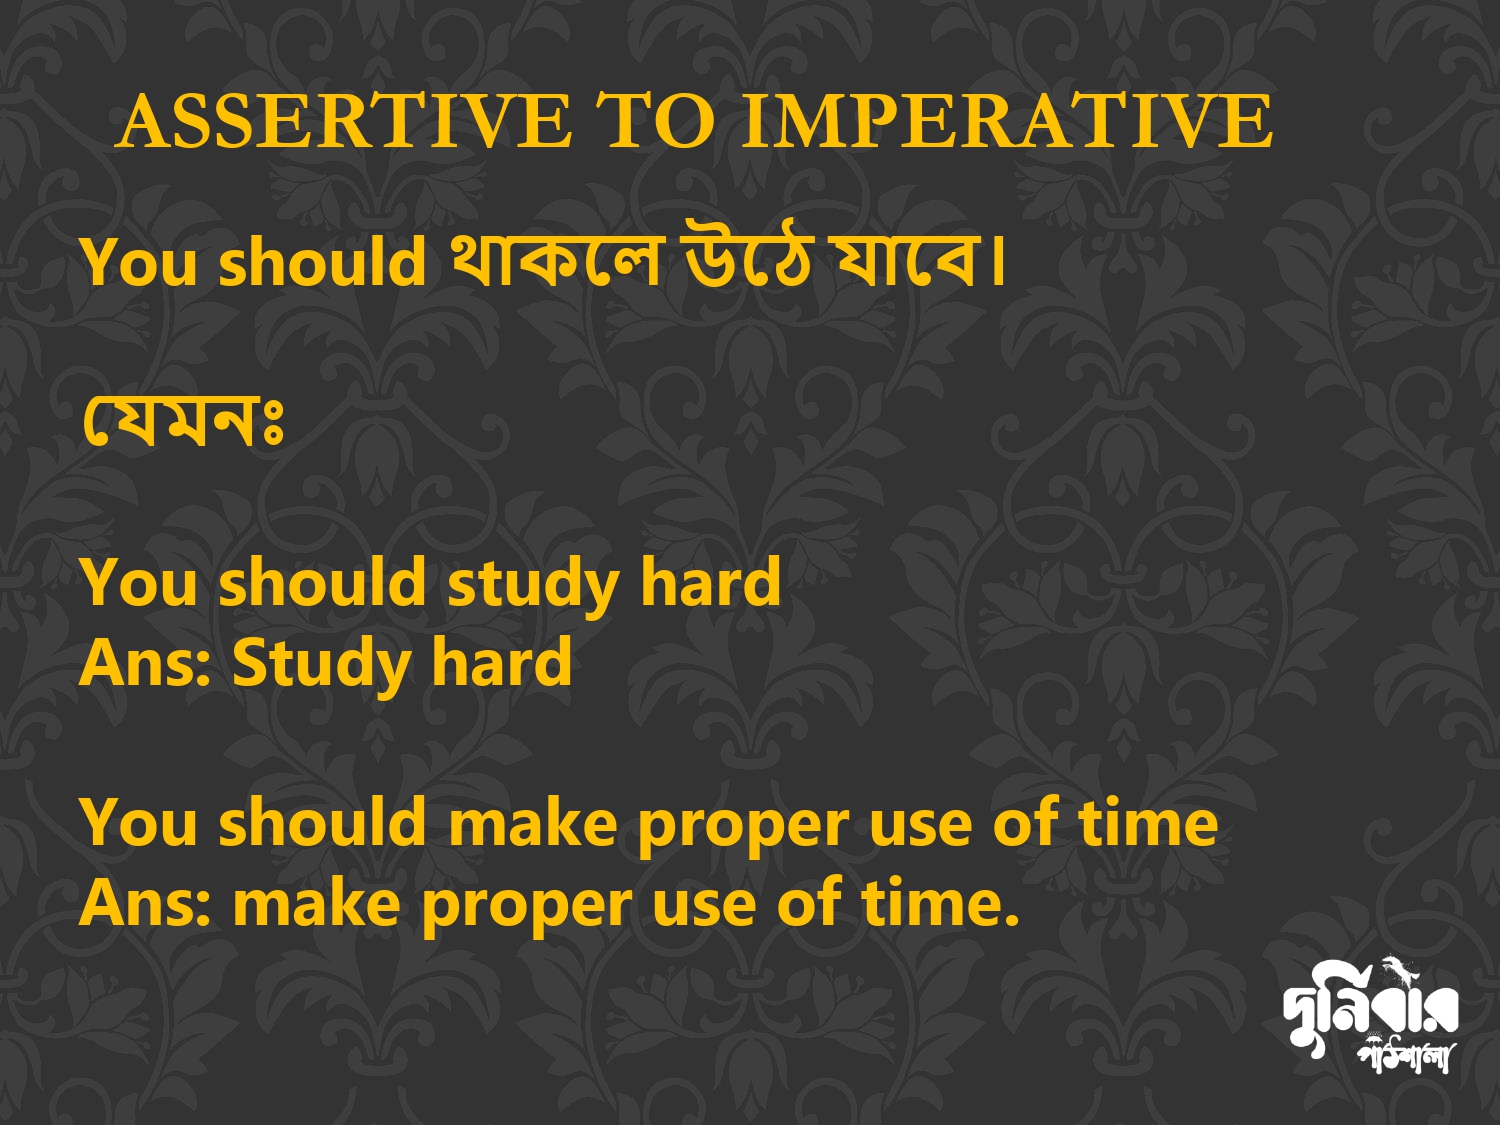 ASSERTIVE TO IMPERATIVE
You should থাকলে উঠে যাবে।
যেমনঃ
You should study hard
Ans: Study hard
You should make proper use of time
Ans: make proper use of time.
দুর্নিবার
পাঠশালা